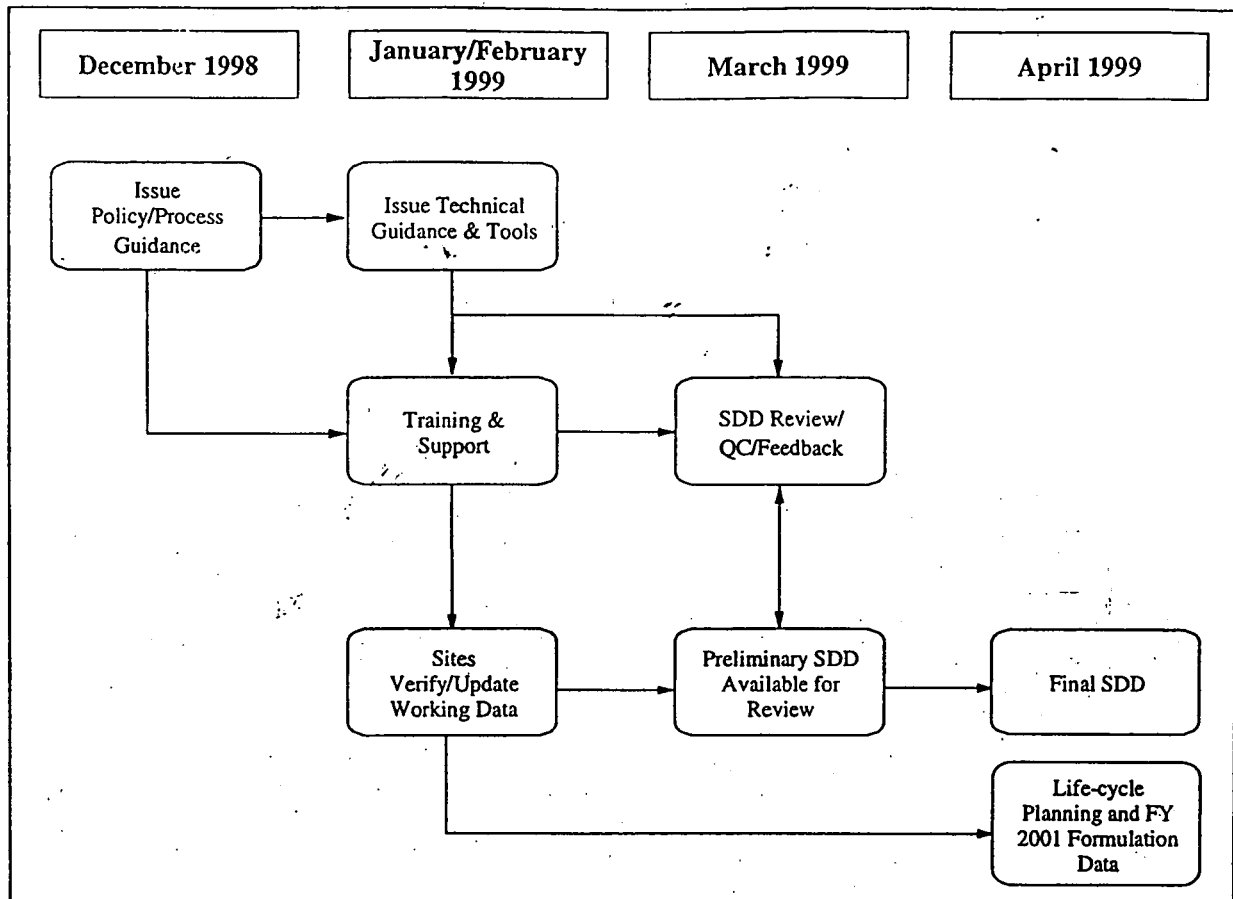 December 1998
January/February
1999
March 1999
April 1999
Issue
Policy/Process
Guidance
Issue Technical
Guidance & Tools
Training &
Support
SDD Review/
QC/Feedback
Sites
Verify/Update
Working Data
Preliminary SDD
Available for
Review
Final SDD
Life-cycle
Planning and FY
2001 Formulation
Data